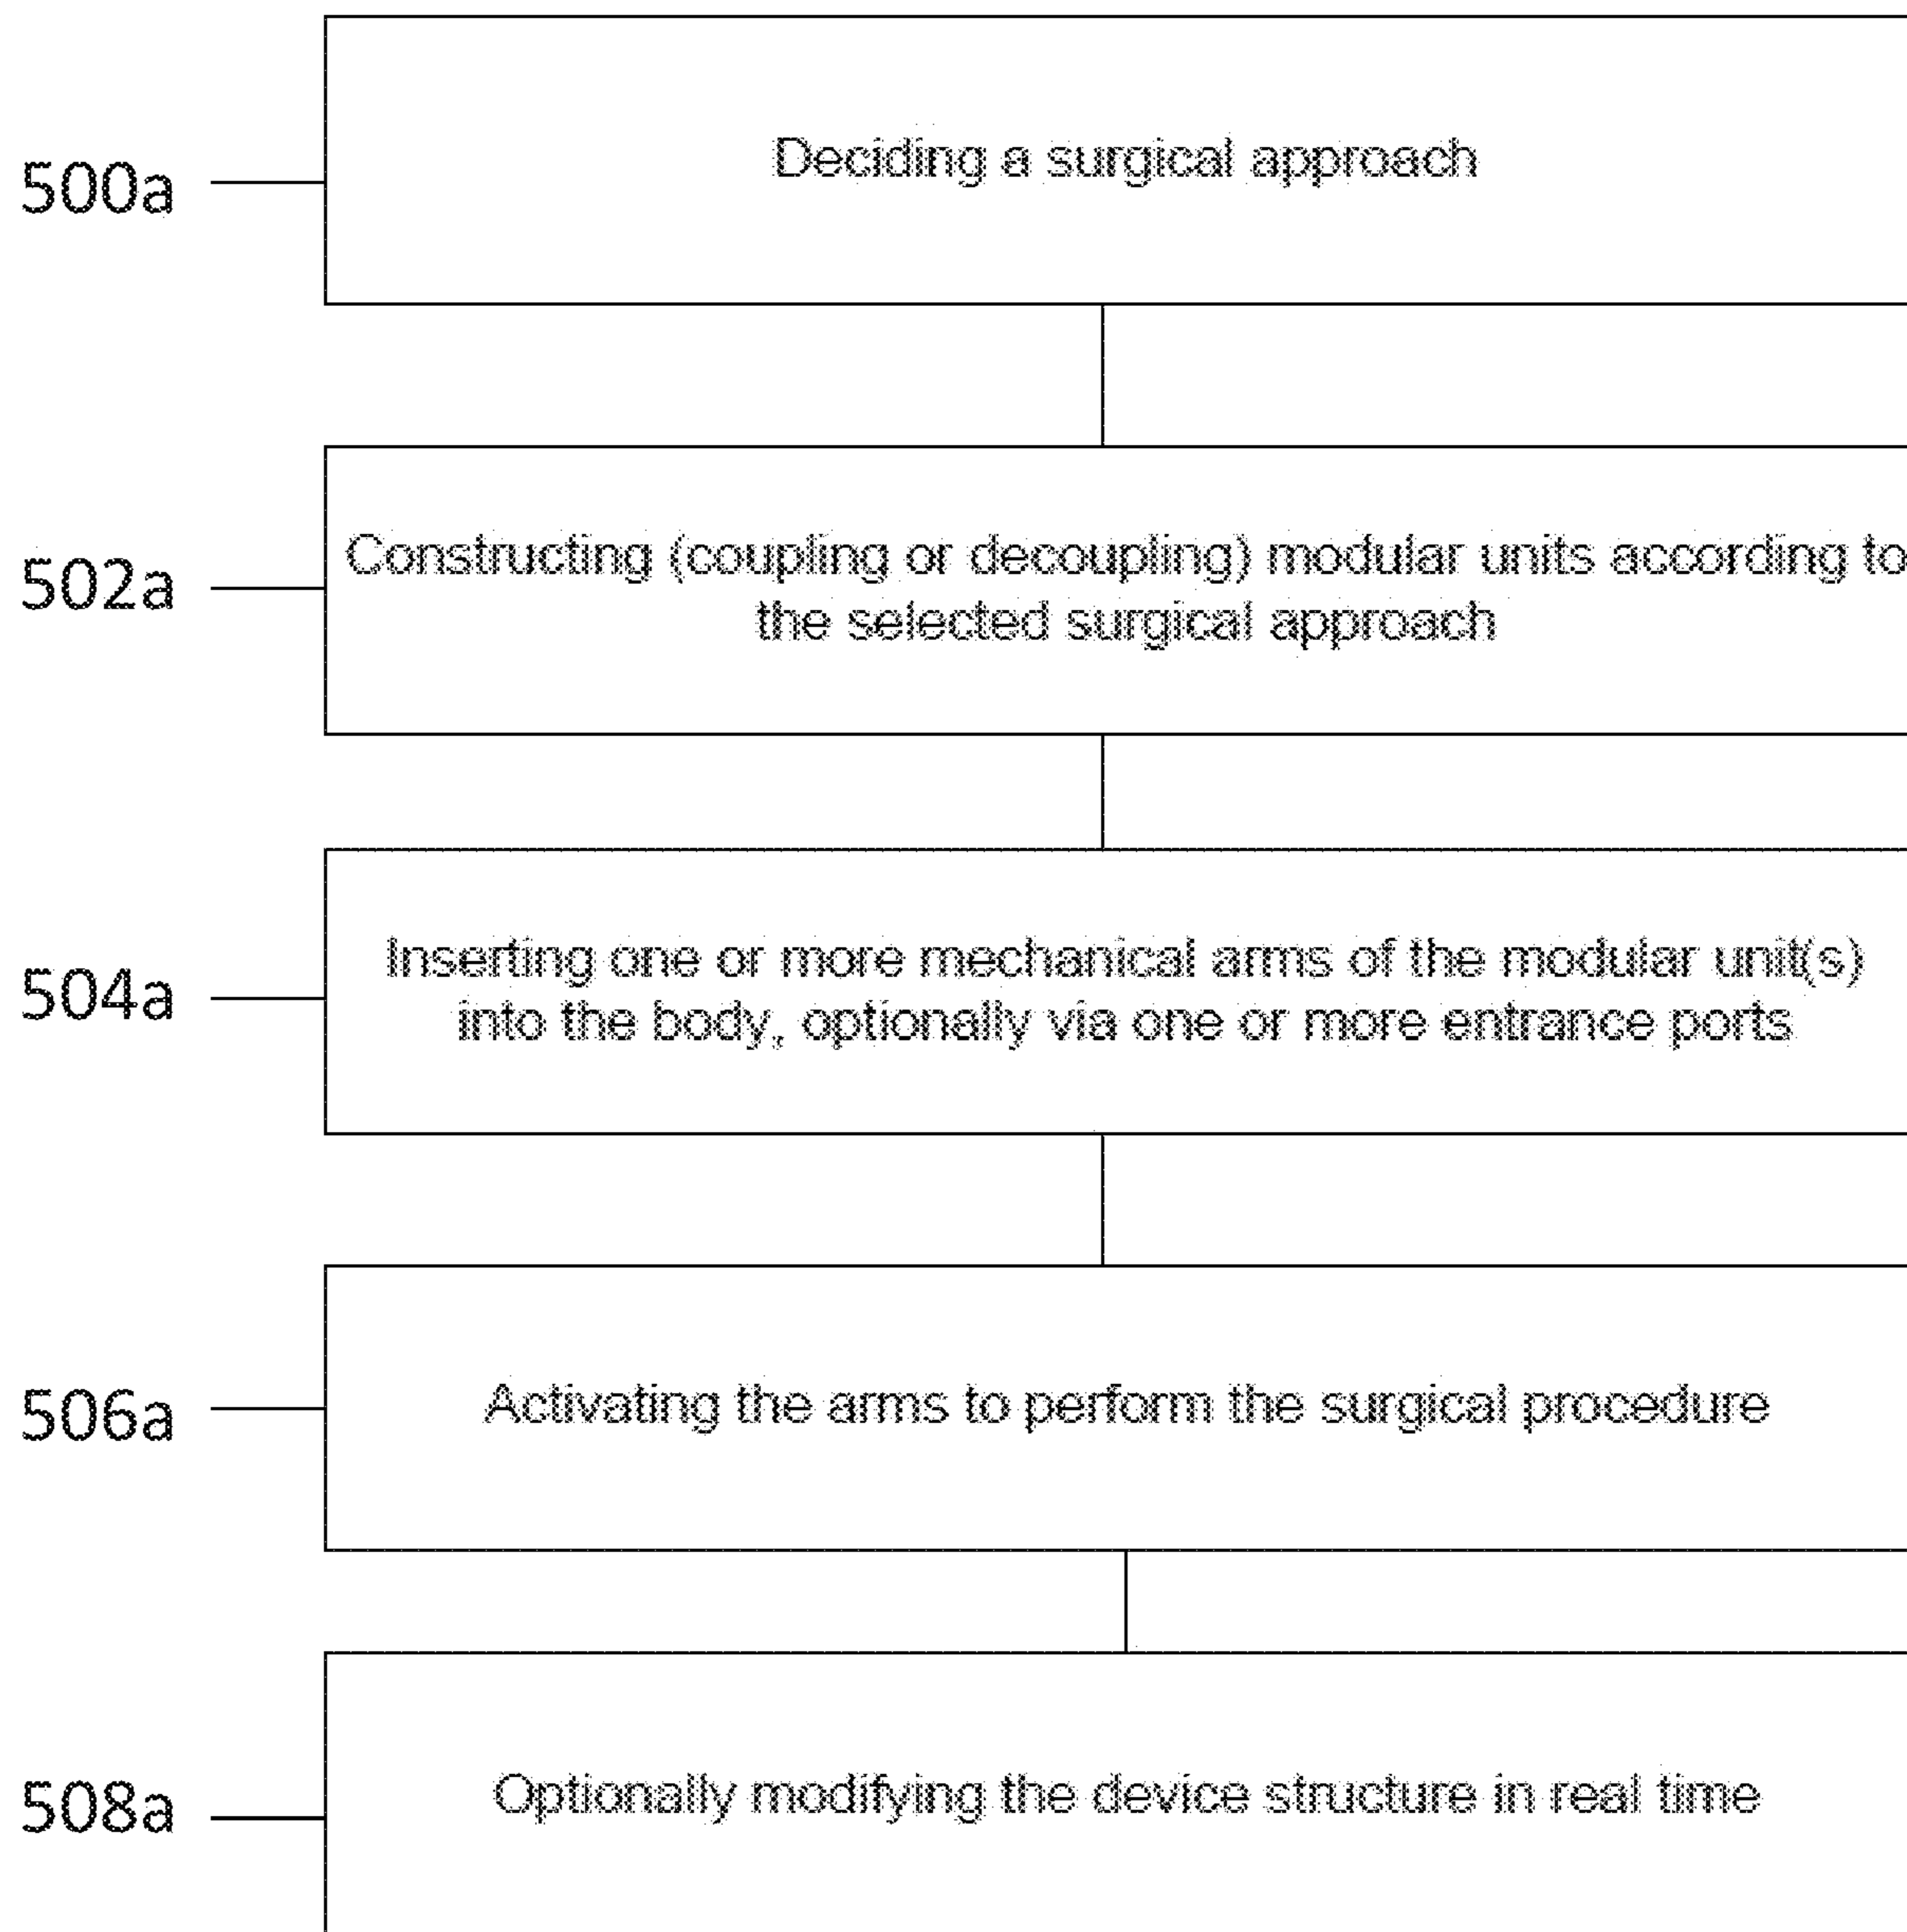 500a
Deciding a surgical approach
502a
Constructing (coupling or decoupling) modular units according to
the selected surgical approach
504a
Inserting one or more mechanical arms of the modular unit(s)
into the body, optionally via one or more entrance ports
506a
Activating the arms to perform the surgical procedure
508a
Optionally modifying the device structure in real time